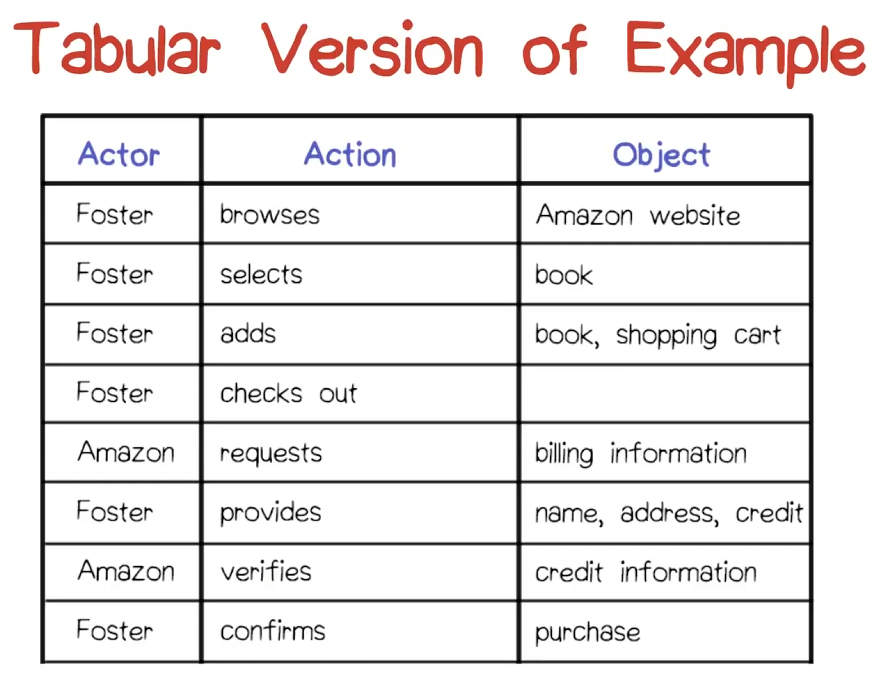 Tabular Version of Example
Actor Action Object
Foster browses Amazon website
Foster selects book
Foster adds book, shopping cart
Foster checks out
Amazon requests billing information
Foster provides name, address, credit
Amazon verifies credit information
Foster confirms purchase